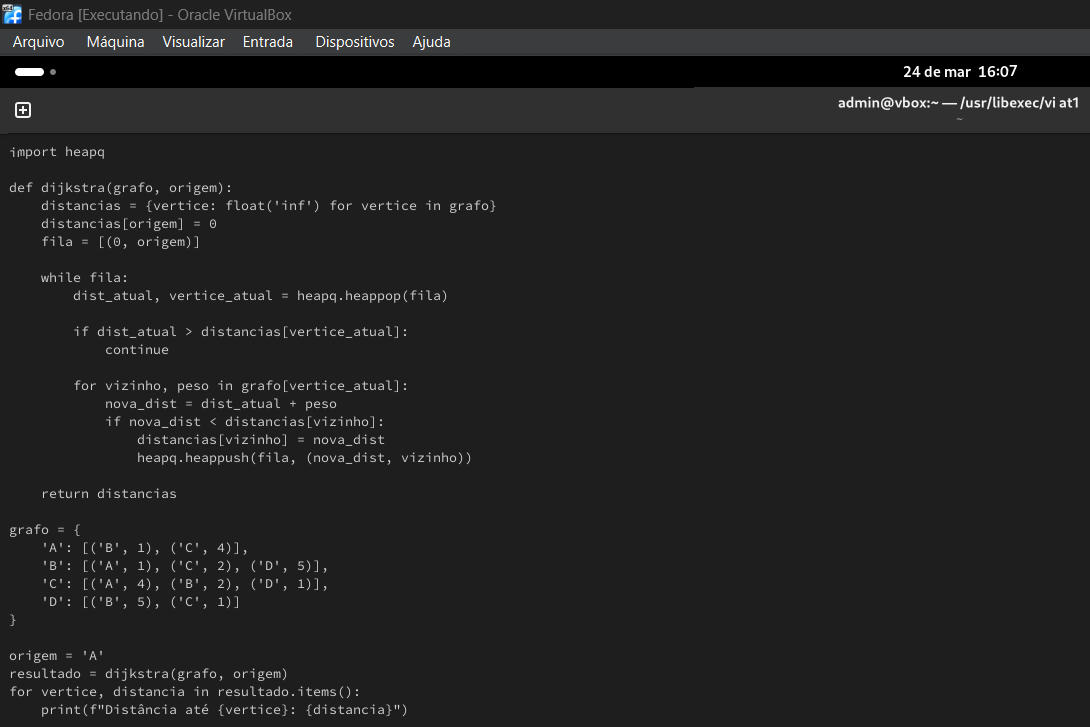 Fedora [Executando] - Oracle VirtualBox
Arquivo Máquina Visualizar Entrada Dispositivos Ajuda
24 de mar 16:07
admin@vbox:~ — /usr/libexec/vi at1
~
import heapq

def dijkstra(grafo, origem):
    distancias = {vertice: float('inf') for vertice in grafo}
    distancias[origem] = 0
    fila = [(0, origem)]

    while fila:
        dist_atual, vertice_atual = heapq.heappop(fila)

        if dist_atual > distancias[vertice_atual]:
            continue

        for vizinho, peso in grafo[vertice_atual]:
            nova_dist = dist_atual + peso
            if nova_dist < distancias[vizinho]:
                distancias[vizinho] = nova_dist
                heapq.heappush(fila, (nova_dist, vizinho))

    return distancias

grafo = {
    'A': [('B', 1), ('C', 4)],
    'B': [('A', 1), ('C', 2), ('D', 5)],
    'C': [('A', 4), ('B', 2), ('D', 1)],
    'D': [('B', 5), ('C', 1)]
}

origem = 'A'
resultado = dijkstra(grafo, origem)
for vertice, distancia in resultado.items():
    print(f"Distância até {vertice}: {distancia}")